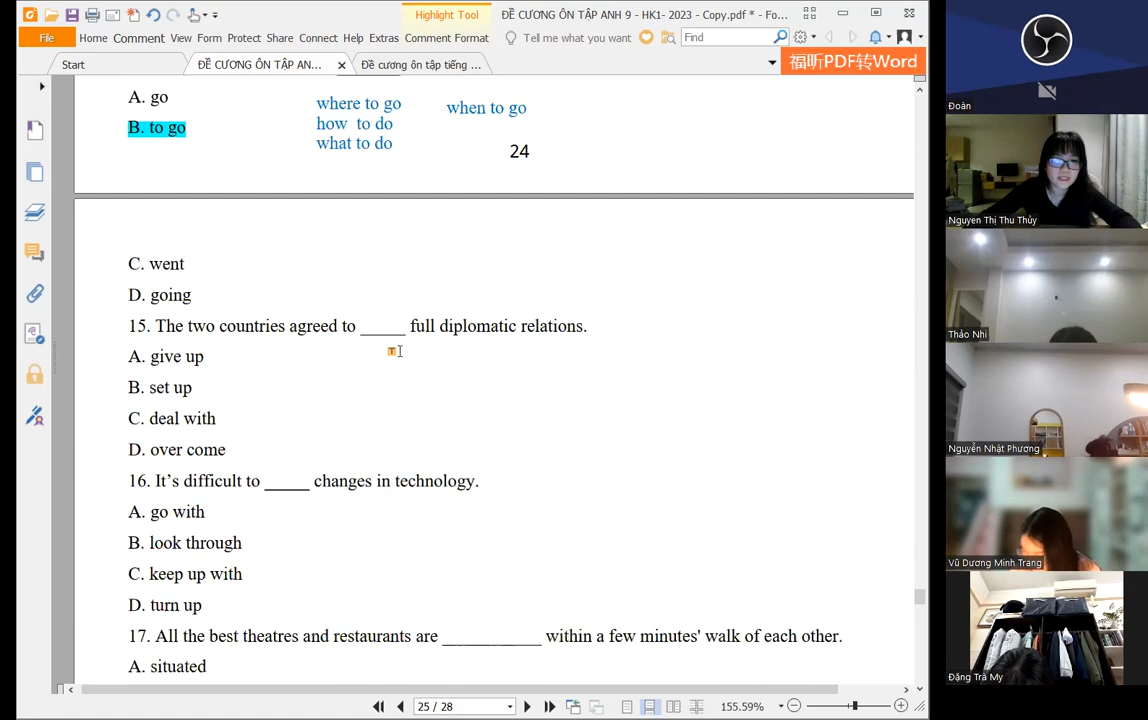 Highlight Tool
ĐỀ CƯƠNG ÔN TẬP ANH 9 - HK1- 2023 - Copy.pdf * - Fo...
File Home Comment View Form Protect Share Connect Help Extras Comment Format Tell me what you want... Find
Start ĐỀ CƯƠNG ÔN TẬP AN... Đề cương ôn tập tiếng ... 福昕PDF转Word
A. go
B. to go
where to go
how to do
what to do
when to go
24
C. went
D. going
15. The two countries agreed to _____ full diplomatic relations.
A. give up
B. set up
C. deal with
D. over come
16. It’s difficult to _____ changes in technology.
A. go with
B. look through
C. keep up with
D. turn up
17. All the best theatres and restaurants are ___________ within a few minutes' walk of each other.
A. situated
25 / 28
155.59%
Đoàn
Nguyen Thị Thu Thủy
Thảo Nhi
Nguyễn Nhật Phương
Vũ Dương Minh Trang
Đặng Trà My